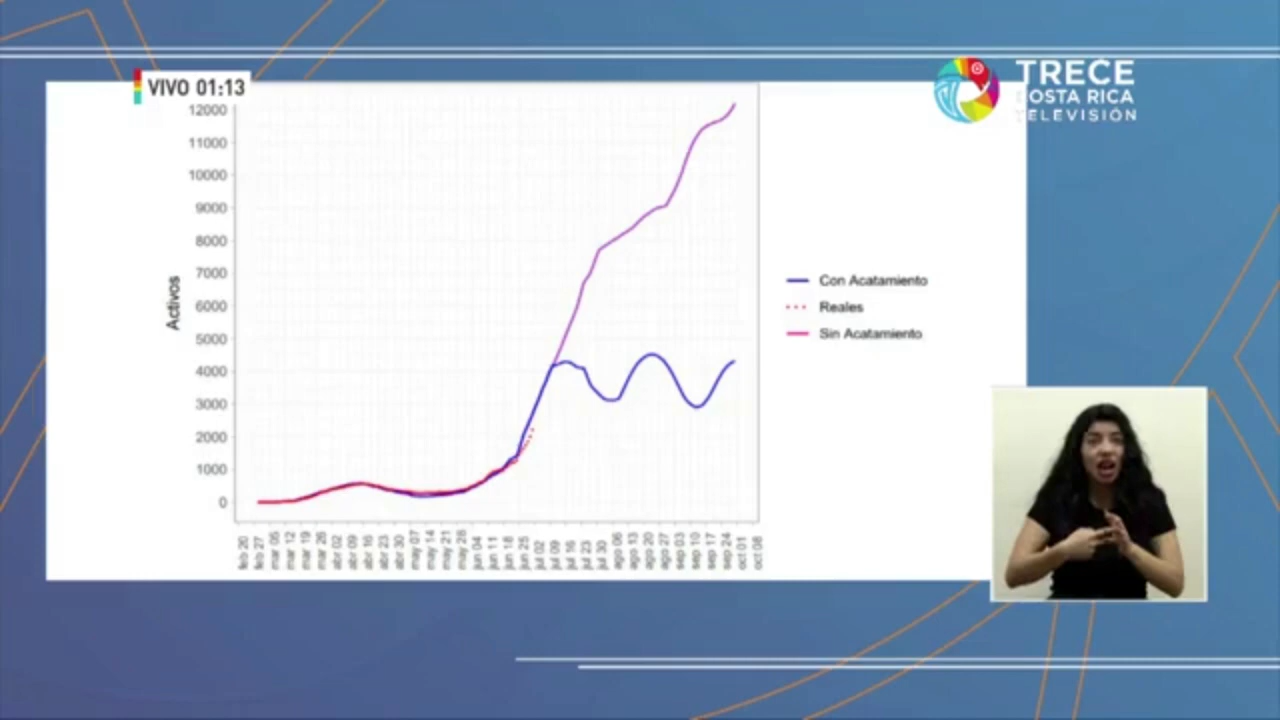 VIVO 01:13
TRECE
COSTA RICA
TELEVISIÓN
12000
11000
10000
9000
8000
7000
6000
5000
4000
3000
2000
1000
0
Activos
Con Acatamiento
Reales
Sin Acatamiento
feb 20
feb 27
mar 05
mar 12
mar 19
mar 26
abr 02
abr 09
abr 16
abr 23
abr 30
may 07
may 14
may 21
may 28
jun 04
jun 11
jun 18
jun 25
jul 02
jul 09
jul 16
jul 23
jul 30
ago 06
ago 13
ago 20
ago 27
sep 03
sep 10
sep 17
sep 24
oct 01
oct 08